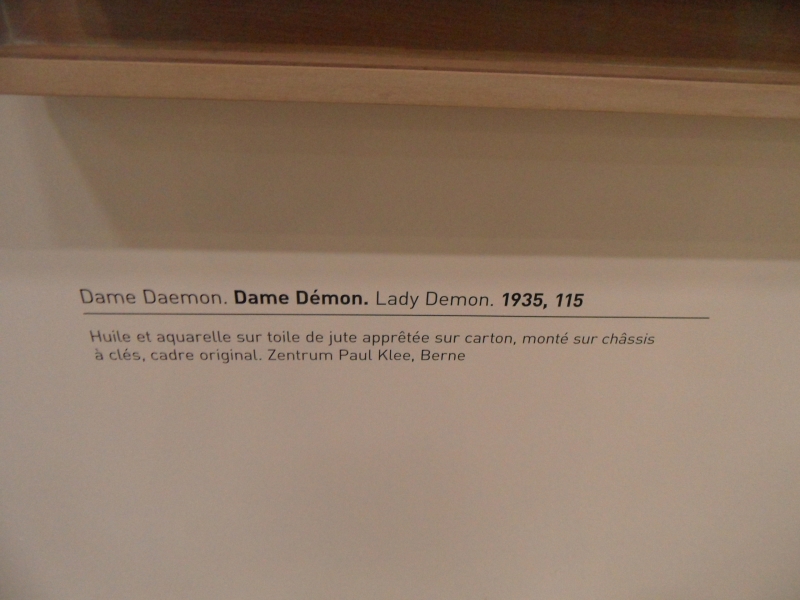 Dame Daemon. Dame Démon. Lady Demon. 1935, 115
Huile et aquarelle sur toile de jute apprêtée sur carton, monté sur châssis
à clés, cadre original. Zentrum Paul Klee, Berne